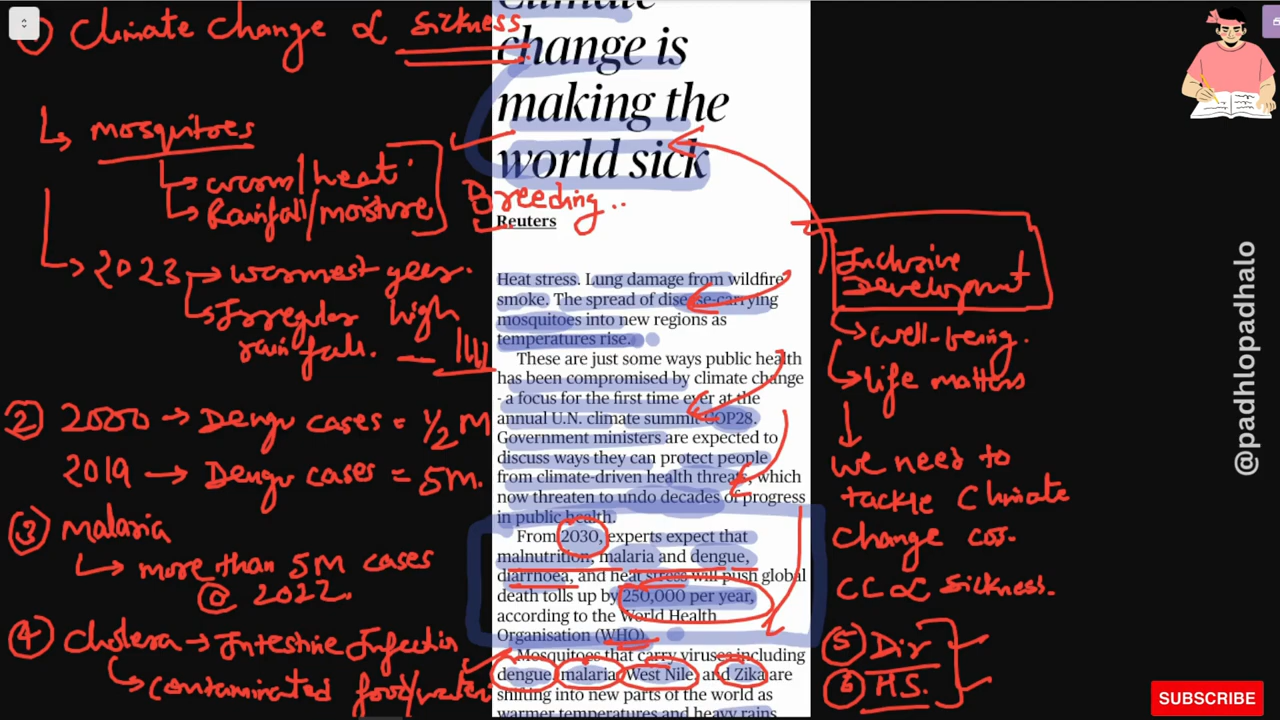 ① Climate Change ∝ sickness
↳ mosquitoes
↳ warm/heat
↳ Rainfall/moisture
Breeding..
↳ 2023 → warmest year.
↳ Irregular high
rainfall.
② 2000 → Dengu cases = 1/2 M
2019 → Dengu cases = 5M.
③ malaria
↳ more than 5M cases
@ 2022.
④ Cholera → Intestine Infection
↳ contaminated food/water
Climate
change is
making the
world sick
Reuters
Heat stress. Lung damage from wildfire
smoke. The spread of disease-carrying
mosquitoes into new regions as
temperatures rise.
These are just some ways public health
has been compromised by climate change
- a focus for the first time ever at the
annual U.N. climate summit COP28.
Government ministers are expected to
discuss ways they can protect people
from climate-driven health threats, which
now threaten to undo decades of progress
in public health.
From 2030, experts expect that
malnutrition, malaria and dengue,
diarrhoea, and heat stress will push global
death tolls up by 250,000 per year,
according to the World Health
Organisation (WHO).
Mosquitoes that carry viruses including
dengue, malaria, West Nile, and Zika are
shifting into new parts of the world as
warmer temperatures and heavy rains
Inclusive
Development
↳ well-being.
↳ life matters
↓
we need to
tackle Climate
Change cos.
CC ∝ sickness.
⑤ Dir
⑥ H.S.
@padhlopadhalo
SUBSCRIBE